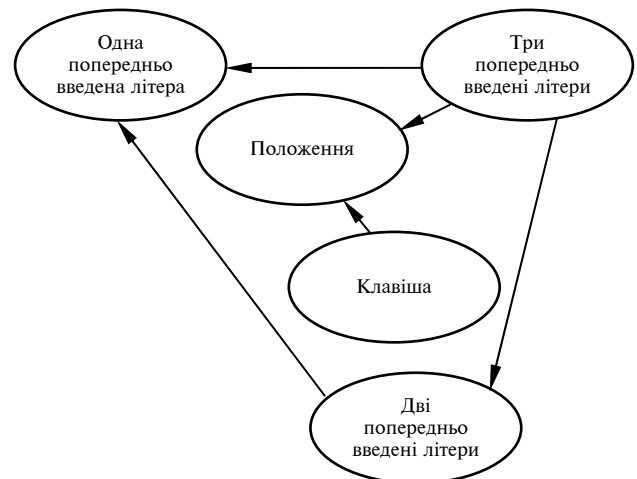 Одна
попередньо
введена літера
Три
попередньо
введені літери
Положення
Клавіша
Дві
попередньо
введені літери